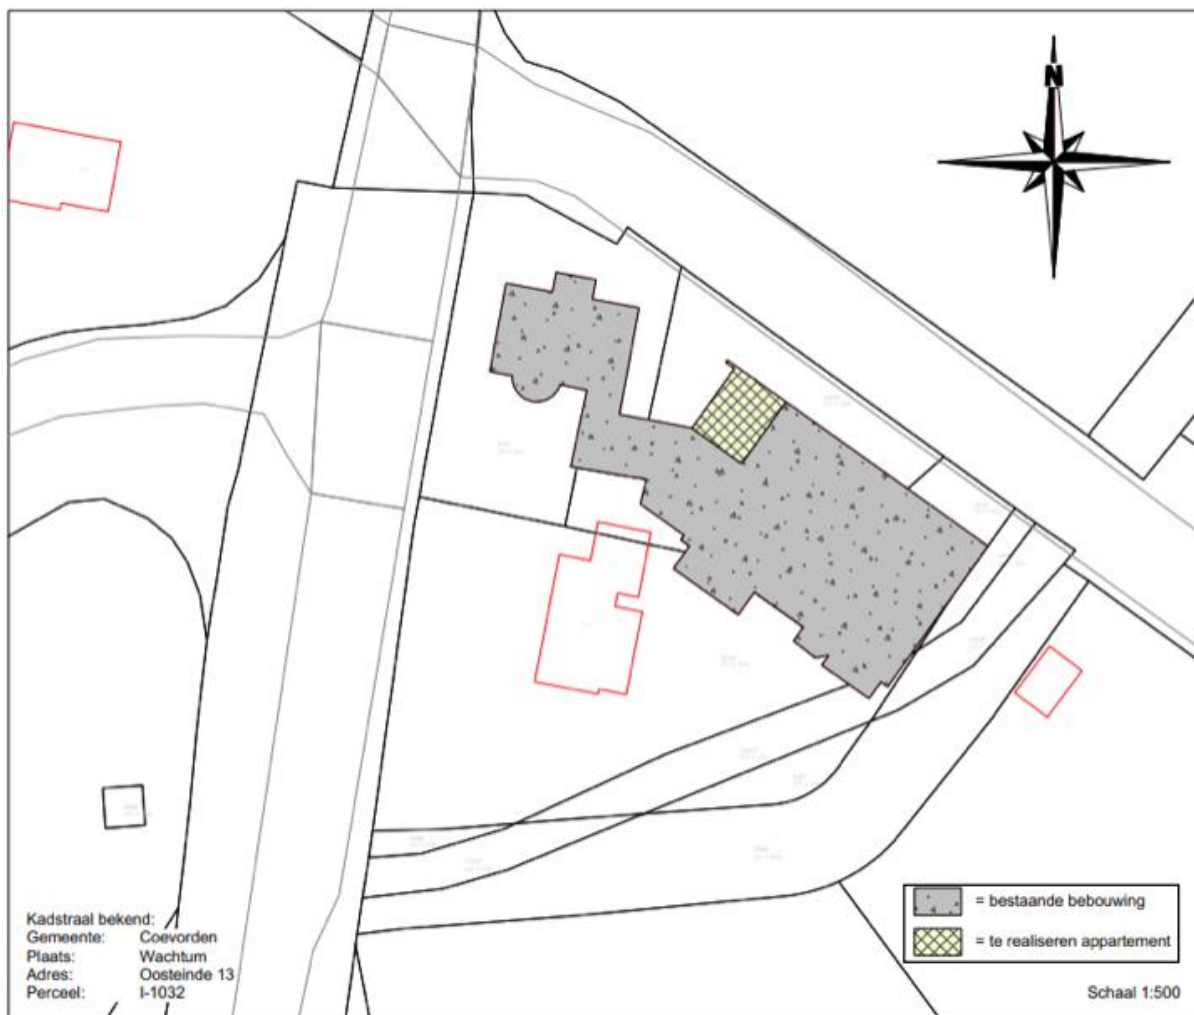 N
Kadstraal bekend:
Gemeente: Coevorden
Plaats: Wachtum
Adres: Oosteinde 13
Perceel: I-1032
= bestaande bebouwing
= te realiseren appartement
Schaal 1:500